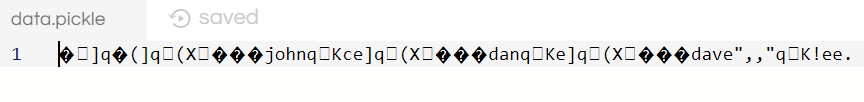 data.pickle saved
1 �□]q�(]q□(X□���johnq□Kce]q□(X□���danq□Ke]q□(X□���dave",,"q□K!ee.